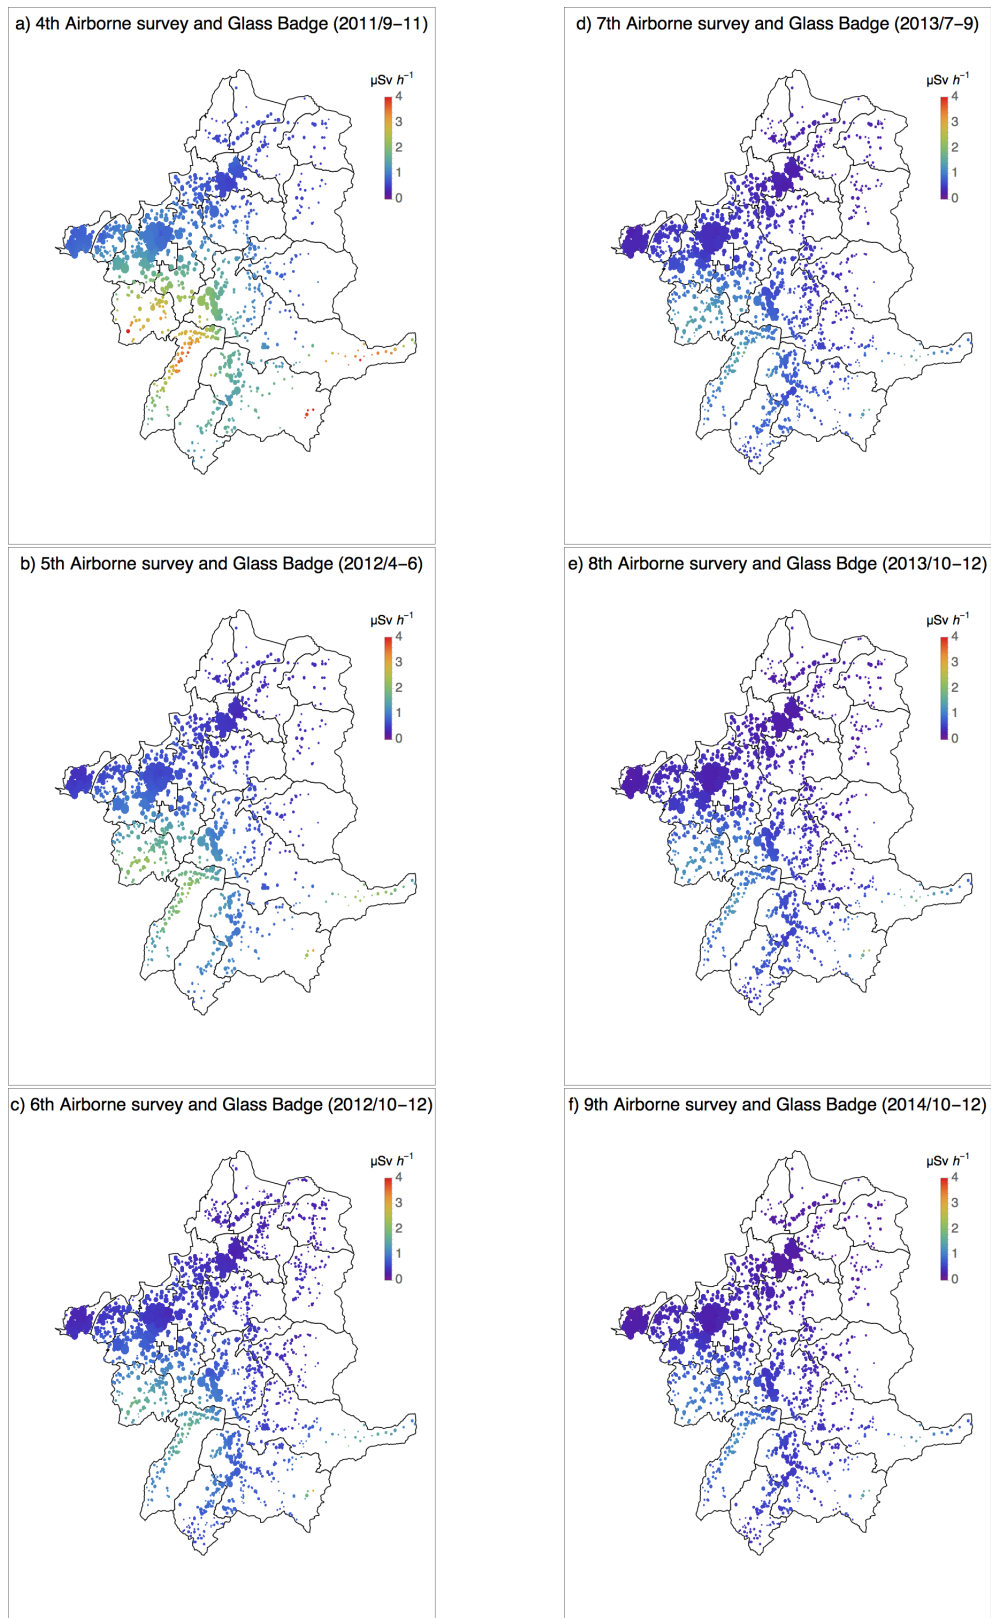 a) 4th Airborne survey and Glass Badge (2011/9−11)
µSv h⁻¹
4
3
2
1
0
b) 5th Airborne survey and Glass Badge (2012/4−6)
µSv h⁻¹
4
3
2
1
0
c) 6th Airborne survey and Glass Badge (2012/10−12)
µSv h⁻¹
4
3
2
1
0
d) 7th Airborne survey and Glass Badge (2013/7−9)
µSv h⁻¹
4
3
2
1
0
e) 8th Airborne survery and Glass Bdge (2013/10−12)
µSv h⁻¹
4
3
2
1
0
f) 9th Airborne survey and Glass Badge (2014/10−12)
µSv h⁻¹
4
3
2
1
0